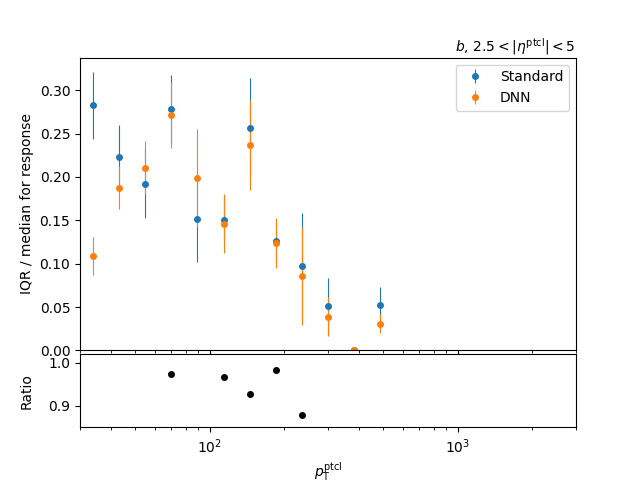 b, 2.5 < |η^ptcl| < 5
Standard
DNN
IQR / median for response
0.30
0.25
0.20
0.15
0.10
0.05
0.00
Ratio
1.0
0.9
10^2
10^3
p_T^ptcl